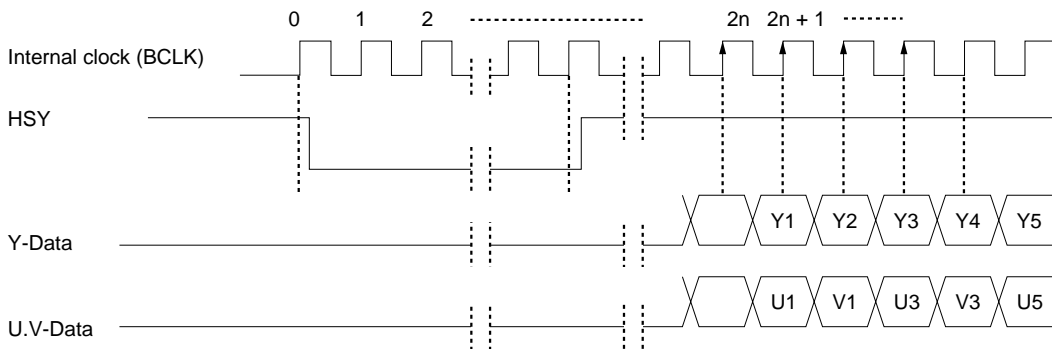 0 1 2 2n 2n + 1
Internal clock (BCLK)
HSY
Y-Data Y1 Y2 Y3 Y4 Y5
U.V-Data U1 V1 U3 V3 U5